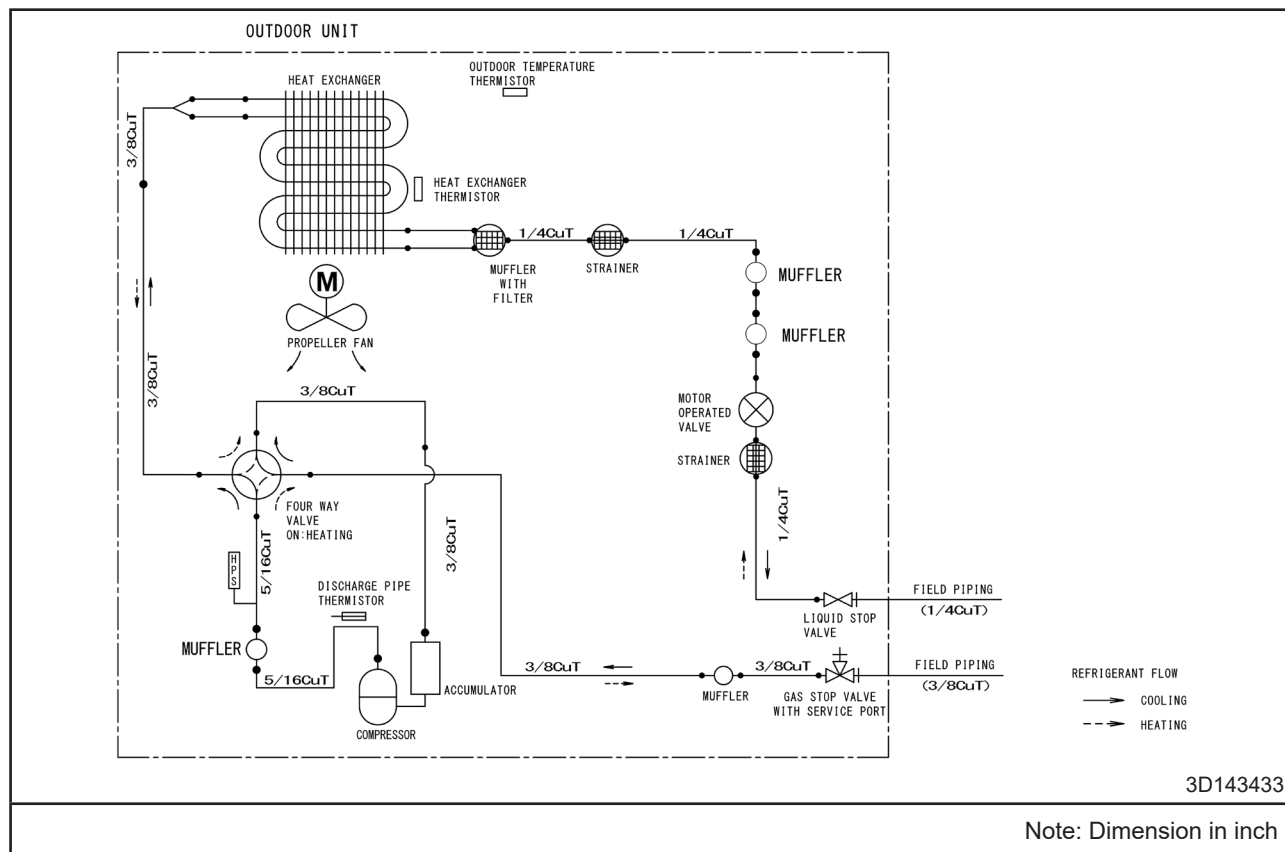 OUTDOOR UNIT
HEAT EXCHANGER
OUTDOOR TEMPERATURE
THERMISTOR
3/8CuT
HEAT EXCHANGER
THERMISTOR
1/4CuT
1/4CuT
MUFFLER
WITH
FILTER
STRAINER
MUFFLER
M
MUFFLER
PROPELLER FAN
3/8CuT
3/8CuT
MOTOR
OPERATED
VALVE
STRAINER
FOUR WAY
VALVE
ON:HEATING
1/4CuT
HPS
5/16CuT
3/8CuT
DISCHARGE PIPE
THERMISTOR
FIELD PIPING
(1/4CuT)
LIQUID STOP
VALVE
MUFFLER
5/16CuT
ACCUMULATOR
COMPRESSOR
3/8CuT
3/8CuT
MUFFLER
GAS STOP VALVE
WITH SERVICE PORT
FIELD PIPING
(3/8CuT)
REFRIGERANT FLOW
COOLING
HEATING
3D143433
Note: Dimension in inch